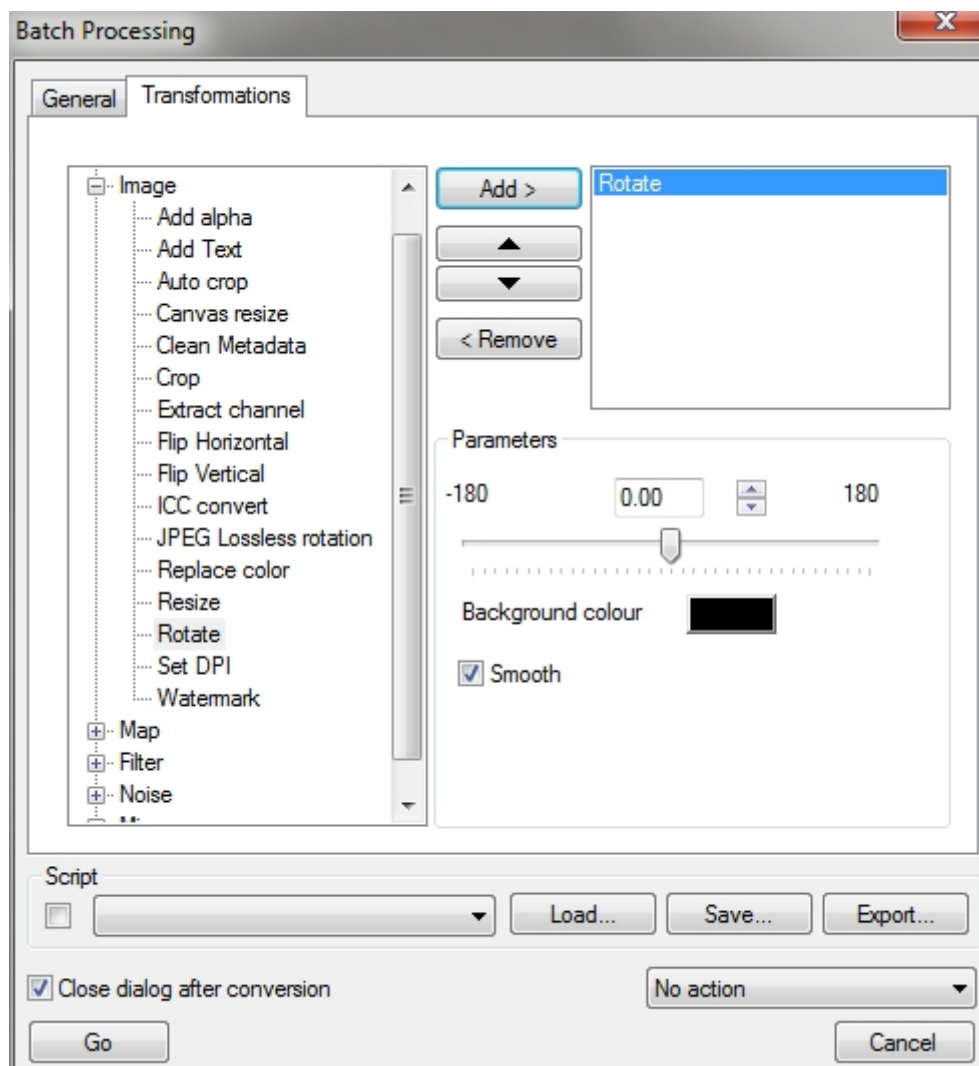 Batch Processing
General
Transformations
Image
Add alpha
Add Text
Auto crop
Canvas resize
Clean Metadata
Crop
Extract channel
Flip Horizontal
Flip Vertical
ICC convert
JPEG Lossless rotation
Replace color
Resize
Rotate
Set DPI
Watermark
Map
Filter
Noise
Add >
< Remove
Rotate
Parameters
-180
0.00
180
Background colour
Smooth
Script
Load...
Save...
Export...
Close dialog after conversion
No action
Go
Cancel